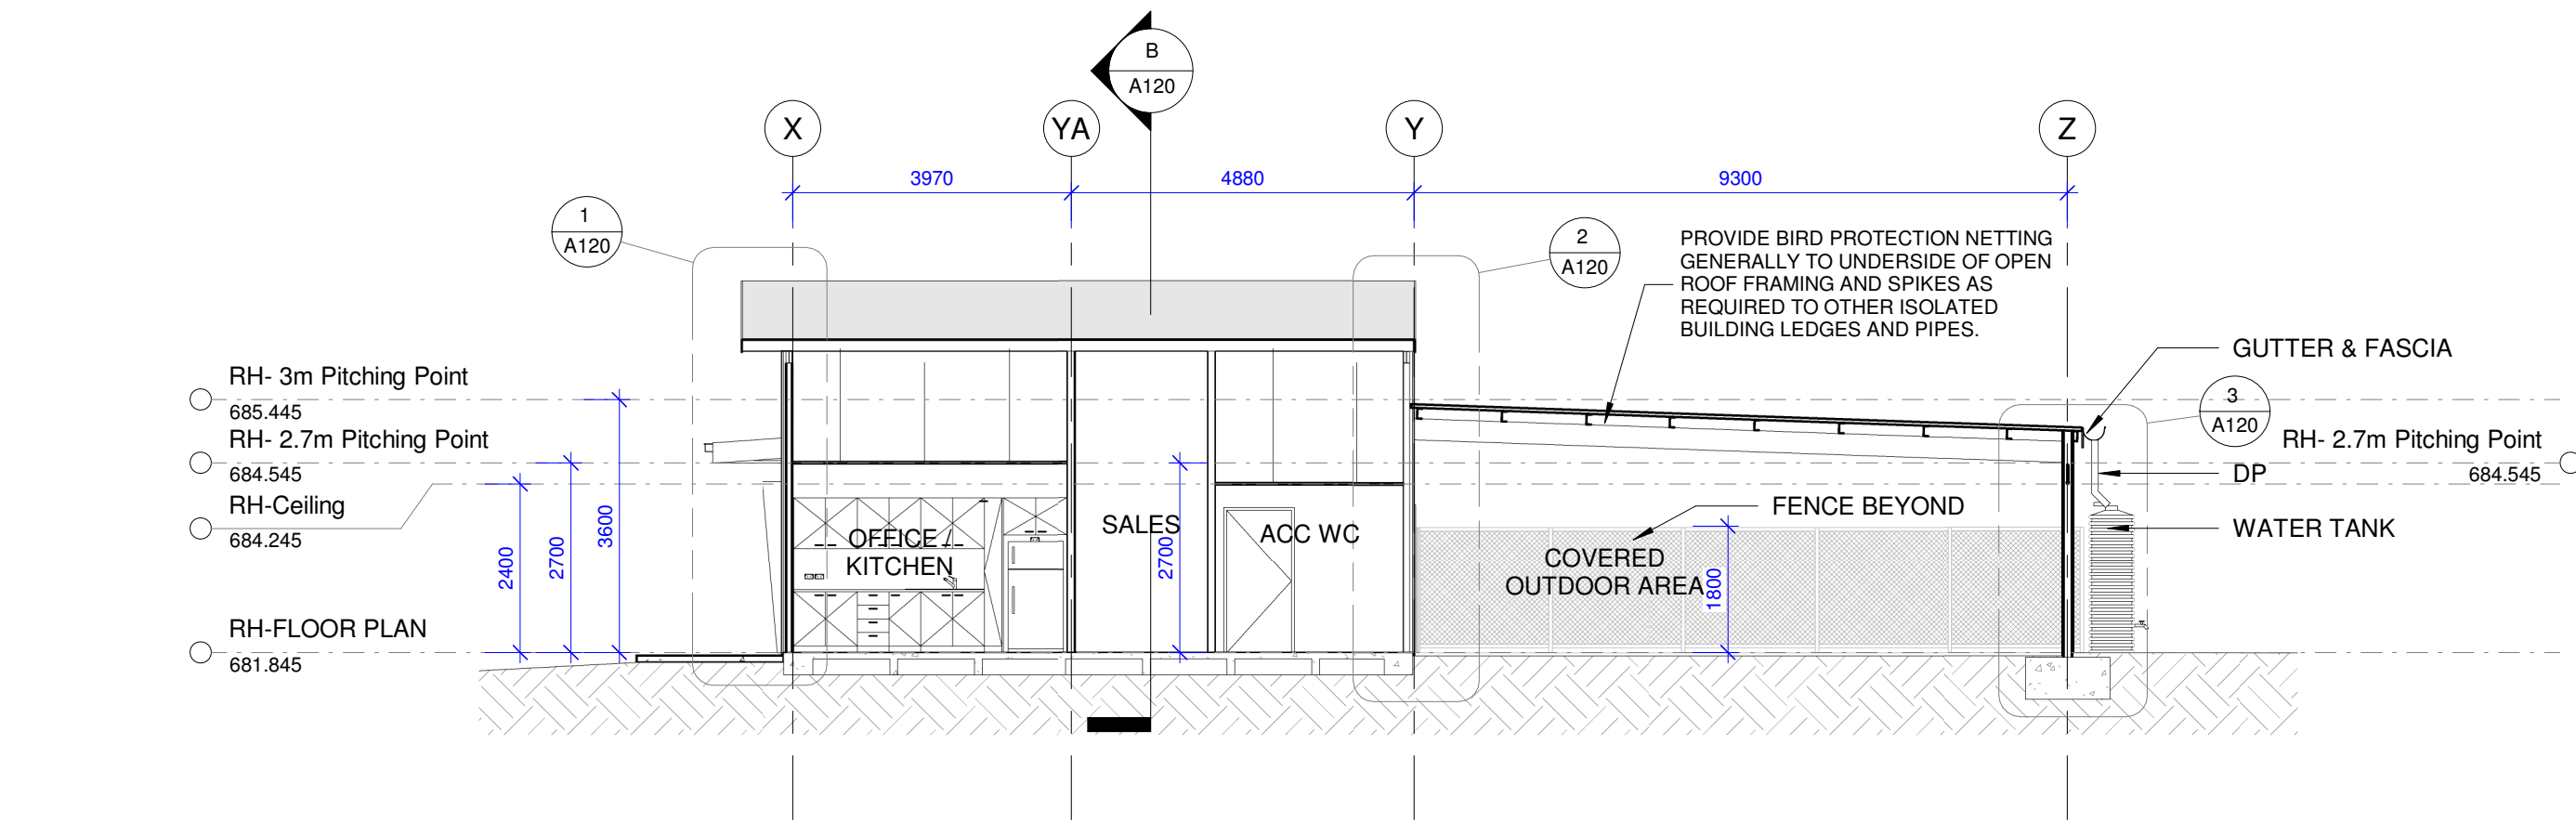 B
A120
X
YA
Y
Z
3970
4880
9300
1
A120
2
A120
PROVIDE BIRD PROTECTION NETTING
GENERALLY TO UNDERSIDE OF OPEN
ROOF FRAMING AND SPIKES AS
REQUIRED TO OTHER ISOLATED
BUILDING LEDGES AND PIPES.
GUTTER & FASCIA
3
A120
RH- 3m Pitching Point
685.445
RH- 2.7m Pitching Point
684.545
RH-Ceiling
684.245
RH-FLOOR PLAN
681.845
2400
2700
3600
OFFICE /
KITCHEN
SALES
2700
ACC WC
FENCE BEYOND
COVERED
OUTDOOR AREA
1800
RH- 2.7m Pitching Point
684.545
DP
WATER TANK